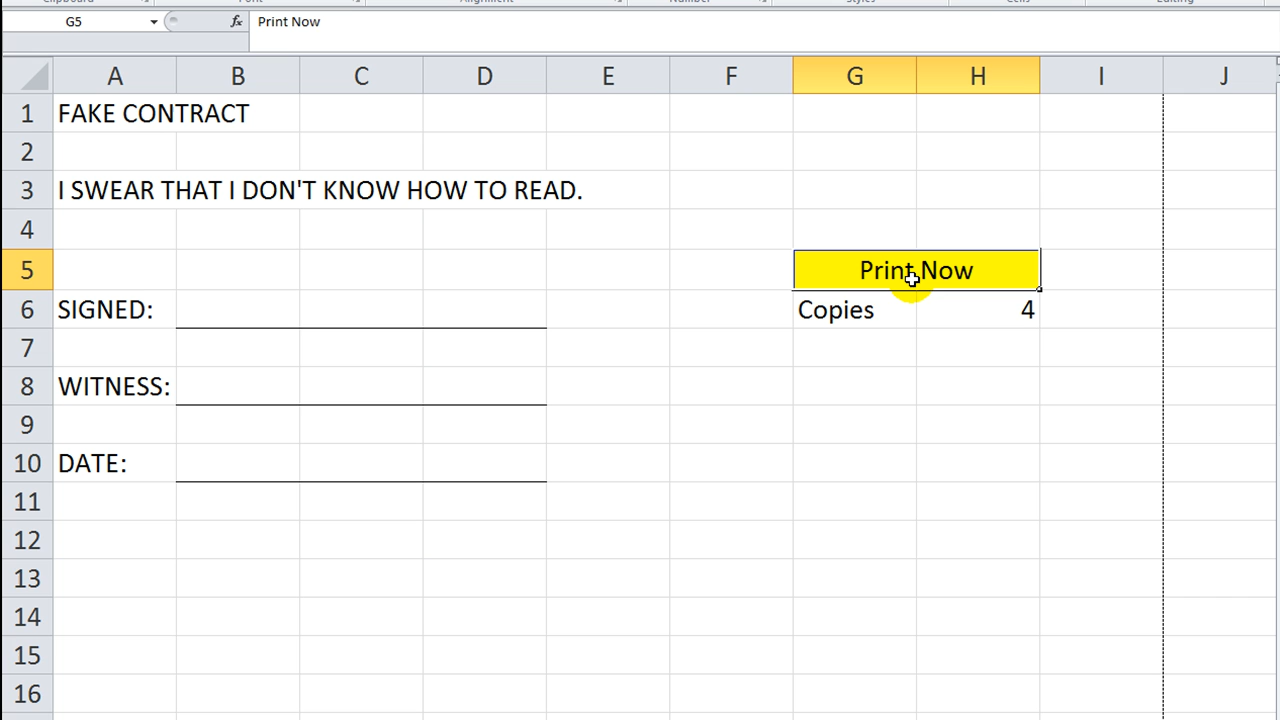 G5 fx Print Now
A B C D E F G H I J
1 FAKE CONTRACT
2
3 I SWEAR THAT I DON'T KNOW HOW TO READ.
4
5 Print Now
6 SIGNED: Copies 4
7
8 WITNESS:
9
10 DATE:
11
12
13
14
15
16